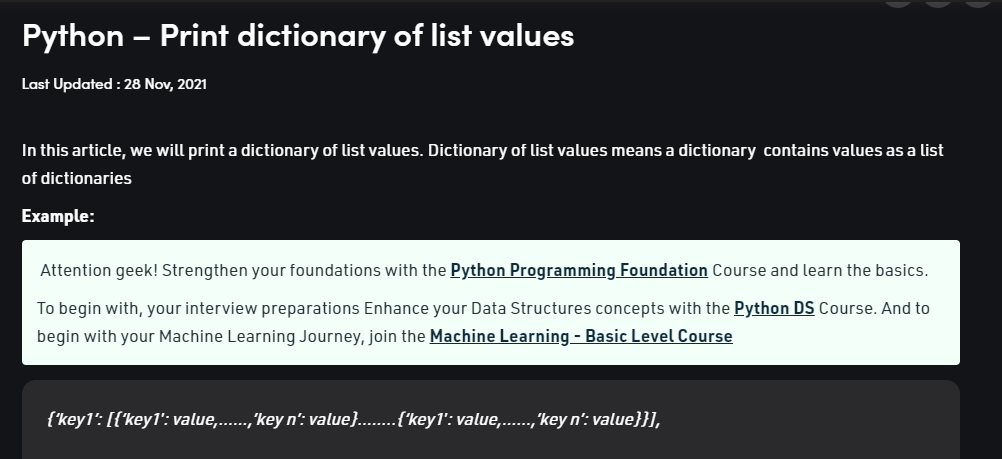 Python – Print dictionary of list values
Last Updated : 28 Nov, 2021
In this article, we will print a dictionary of list values. Dictionary of list values means a dictionary  contains values as a list
of dictionaries
Example:
Attention geek! Strengthen your foundations with the Python Programming Foundation Course and learn the basics.
To begin with, your interview preparations Enhance your Data Structures concepts with the Python DS Course. And to
begin with your Machine Learning Journey, join the Machine Learning - Basic Level Course
{‘key1’: [{‘key1′: value,……,’key n’: value}........{‘key1′: value,……,’key n’: value}}],